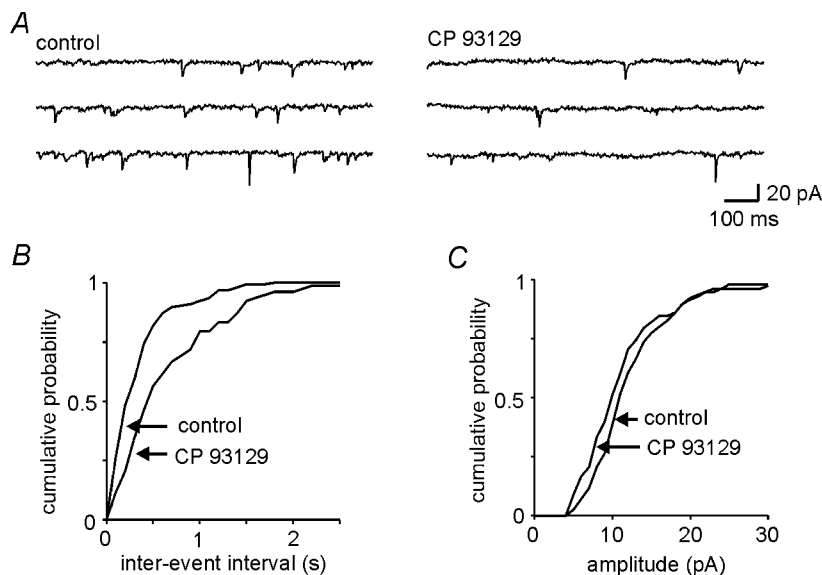 A
control
CP 93129
20 pA
100 ms
B
cumulative probability
1
0.5
0
control
CP 93129
0
1
2
inter-event interval (s)
C
cumulative probability
1
0.5
0
control
CP 93129
0
10
20
30
amplitude (pA)